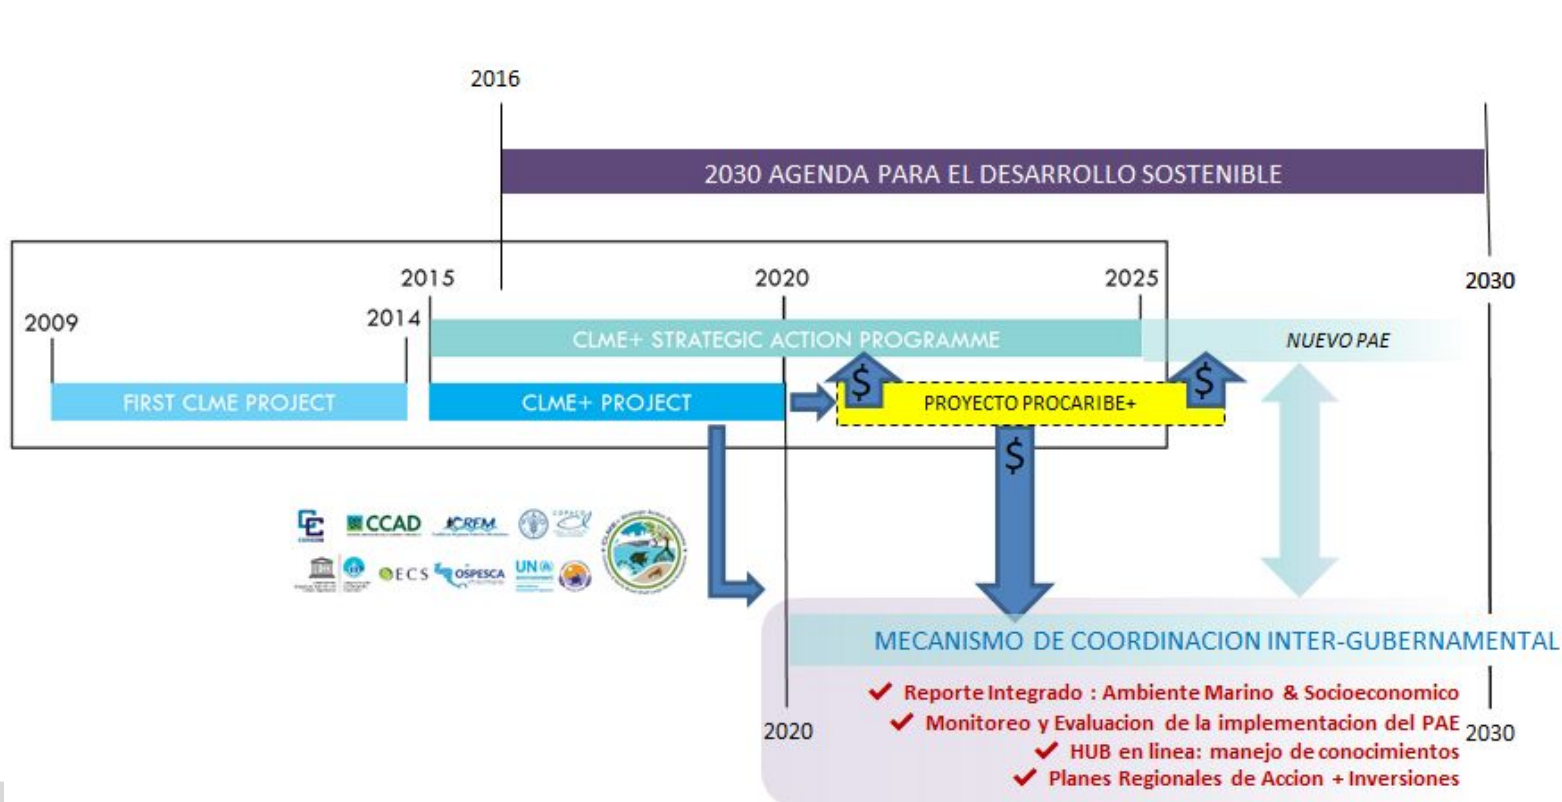 2016
2030 AGENDA PARA EL DESARROLLO SOSTENIBLE
2015
2020
2025
2030
2009
2014
CLME+ STRATEGIC ACTION PROGRAMME
NUEVO PAE
FIRST CLME PROJECT
CLME+ PROJECT
$
PROYECTO PROCARIBE+
$
$
CCAD
CRFM
OECS
OSPESCA
UN
MECANISMO DE COORDINACION INTER-GUBERNAMENTAL
Reporte Integrado : Ambiente Marino & Socioeconomico
Monitoreo y Evaluacion de la implementacion del PAE
HUB en linea: manejo de conocimientos
Planes Regionales de Accion + Inversiones
2020
2030